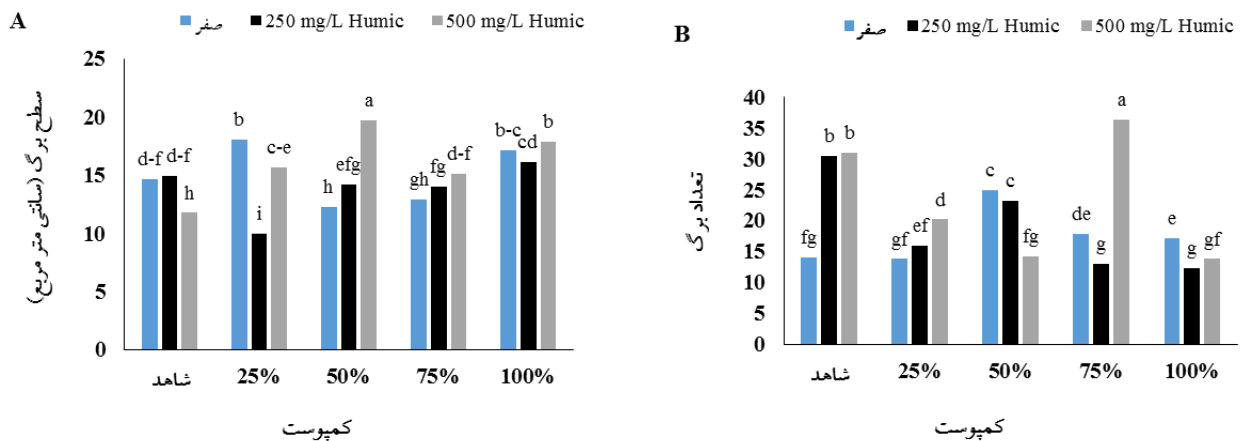 A
صفر 250 mg/L Humic 500 mg/L Humic
سطح برگ (سانتی متر مربع)
25
20
15
10
5
0
d-f d-f h
b i c-e
h efg a
gh fg d-f
b-c cd b
شاهد 25% 50% 75% 100%
کمپوست
B
صفر 250 mg/L Humic 500 mg/L Humic
تعداد برگ
40
35
30
25
20
15
10
5
0
fg b b
gf ef d
c c fg
de g a
e g gf
شاهد 25% 50% 75% 100%
کمپوست